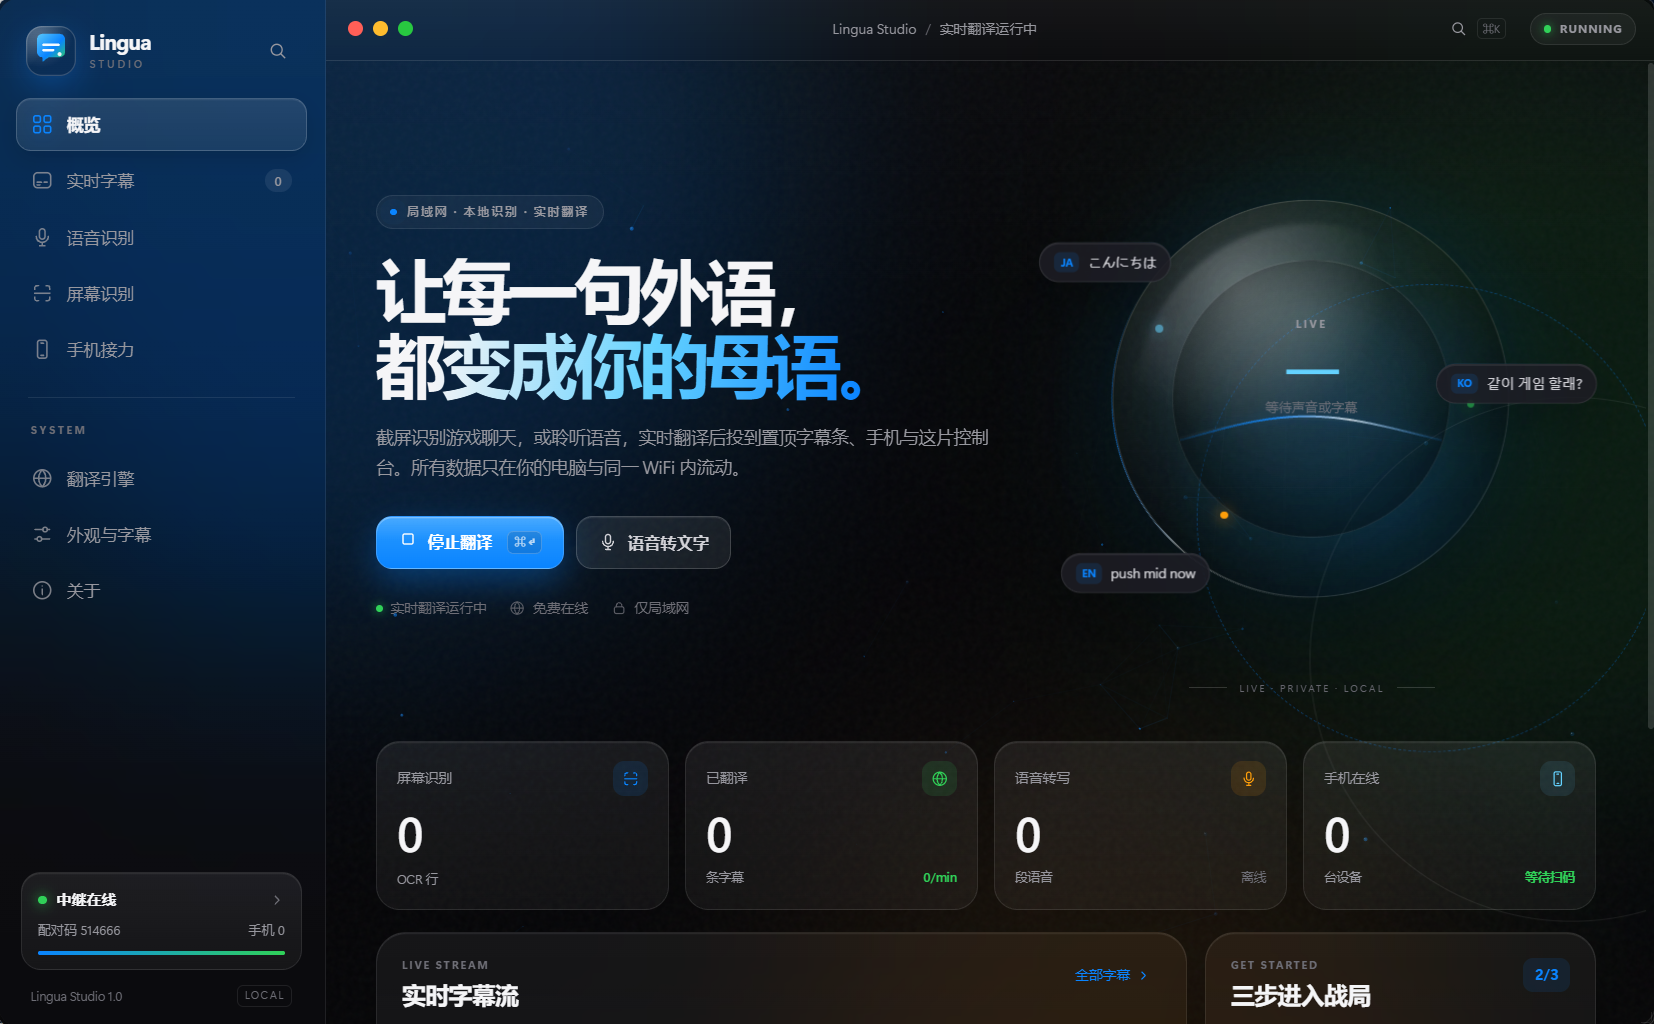 Lingua
STUDIO
概览
实时字幕
0
语音识别
屏幕识别
手机接力
SYSTEM
翻译引擎
外观与字幕
关于
中继在线
配对码 514666
手机 0
Lingua Studio 1.0
LOCAL
Lingua Studio / 实时翻译运行中
⌘K
RUNNING
局域网 · 本地识别 · 实时翻译
让每一句外语，
都变成你的母语。
截屏识别游戏聊天，或聆听语音，实时翻译后投到置顶字幕条、手机与这片控制
台。所有数据只在你的电脑与同一 WiFi 内流动。
停止翻译 ⌘⏎
语音转文字
实时翻译运行中
免费在线
仅局域网
JA こんにちは
LIVE
KO 같이 게임 할래?
等待声音或字幕
EN push mid now
LIVE · PRIVATE · LOCAL
屏幕识别
0
OCR 行
已翻译
0
条字幕
0/min
语音转写
0
段语音
离线
手机在线
0
台设备
等待扫码
LIVE STREAM
实时字幕流
全部字幕
GET STARTED
三步进入战局
2/3